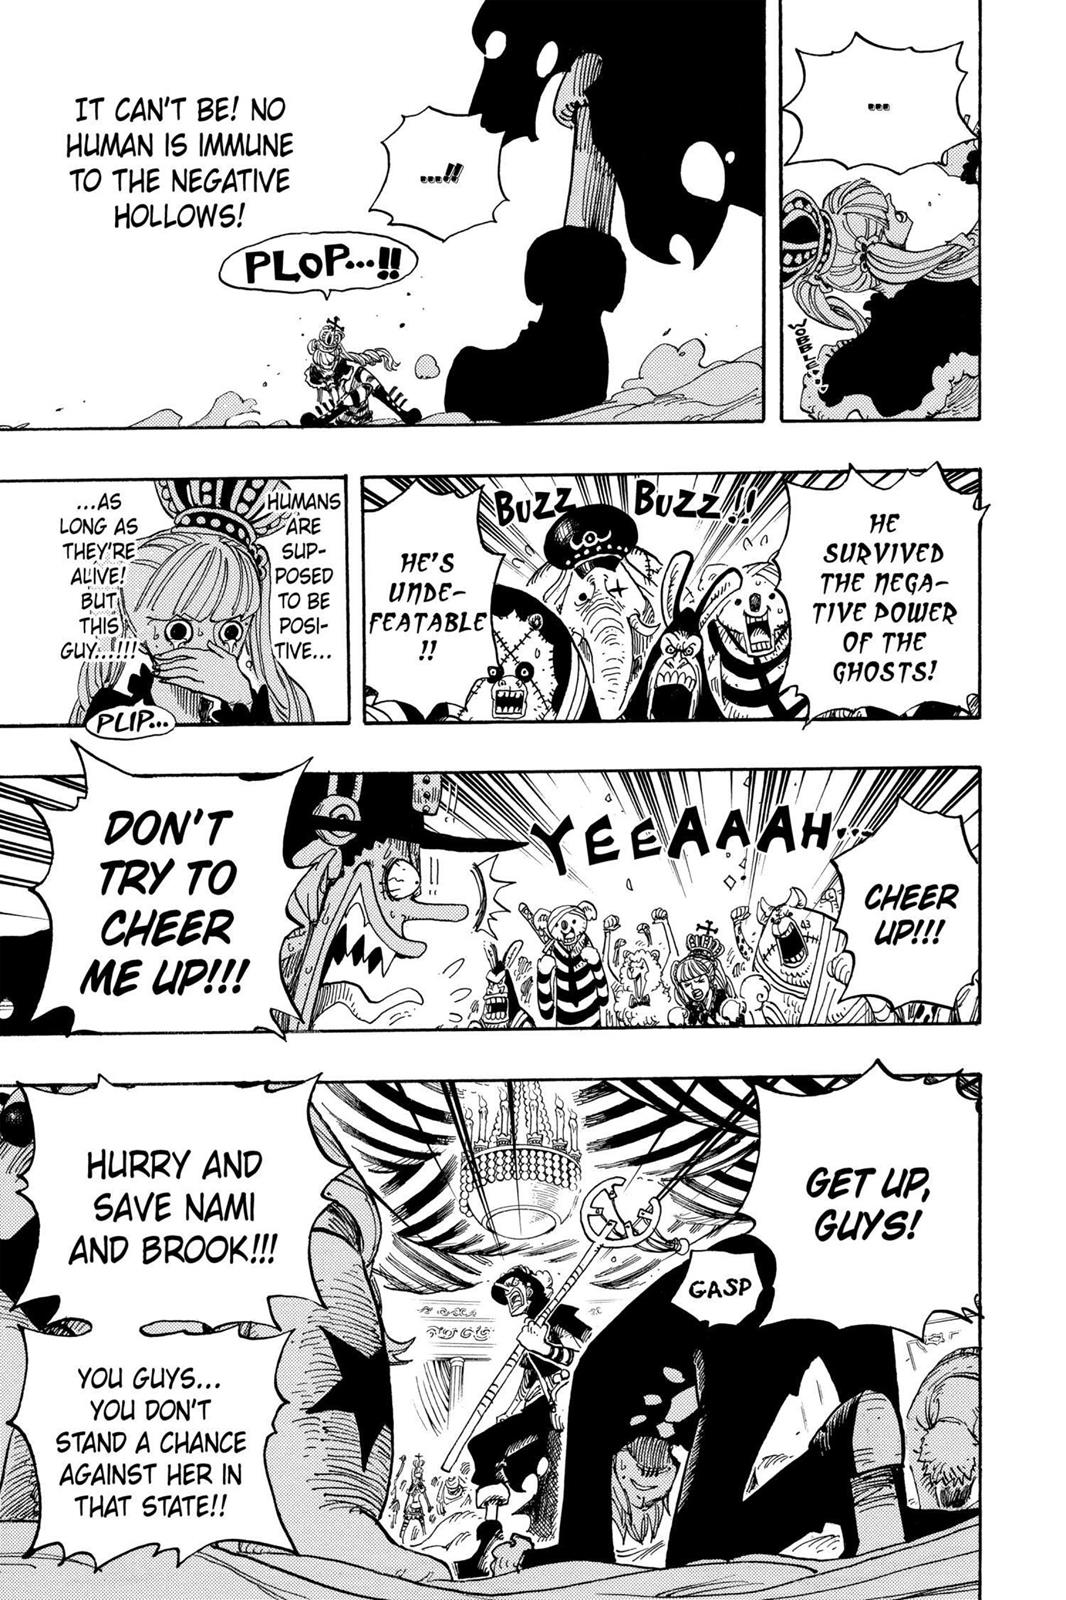 ...
WOBBLE...
...!!
IT CAN'T BE! NO
HUMAN IS IMMUNE
TO THE NEGATIVE
HOLLOWS!
PLOP...!!
HE
SURVIVED
THE NEGA-
TIVE POWER
OF THE
GHOSTS!
BUZZ BUZZ!!
HE'S
UNDE-
FEATABLE
!!
HUMANS
ARE
SUP-
POSED
TO BE
POSI-
TIVE...
...AS
LONG AS
THEY'RE
ALIVE!
BUT
THIS
GUY...!!!
PLIP...
CHEER
UP!!!
YEEAAAH...
DON'T
TRY TO
CHEER
ME UP!!!
GET UP,
GUYS!
GASP
HURRY AND
SAVE NAMI
AND BROOK!!!
YOU GUYS...
YOU DON'T
STAND A CHANCE
AGAINST HER IN
THAT STATE!!